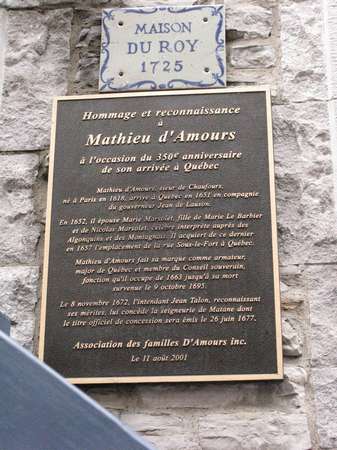 MAISON
DU ROY
1725
Hommage et reconnaissance
à
Mathieu d'Amours
à l'occasion du 350e anniversaire
de son arrivée à Québec
Mathieu d'Amours, sieur de Chaufours,
né à Paris en 1618, arrive à Québec en 1651 en compagnie
du gouverneur Jean de Lauson.
En 1652, il épouse Marie Marsolet, fille de Marie Le Barbier
et de Nicolas Marsolet, célèbre interprète auprès des
Algonquins et des Montagnais. Il acquiert de ce dernier
en 1657 l'emplacement de la rue Sous-le-Fort à Québec.
Mathieu d'Amours fait sa marque comme armateur,
major de Québec et membre du Conseil souverain,
fonction qu'il occupe de 1663 jusqu'à sa mort
survenue le 9 octobre 1695.
Le 8 novembre 1672, l'intendant Jean Talon, reconnaissant
ses mérites, lui concède la seigneurie de Matane dont
le titre officiel de concession sera émis le 26 juin 1677.
Association des familles D'Amours inc.
Le 11 août 2001